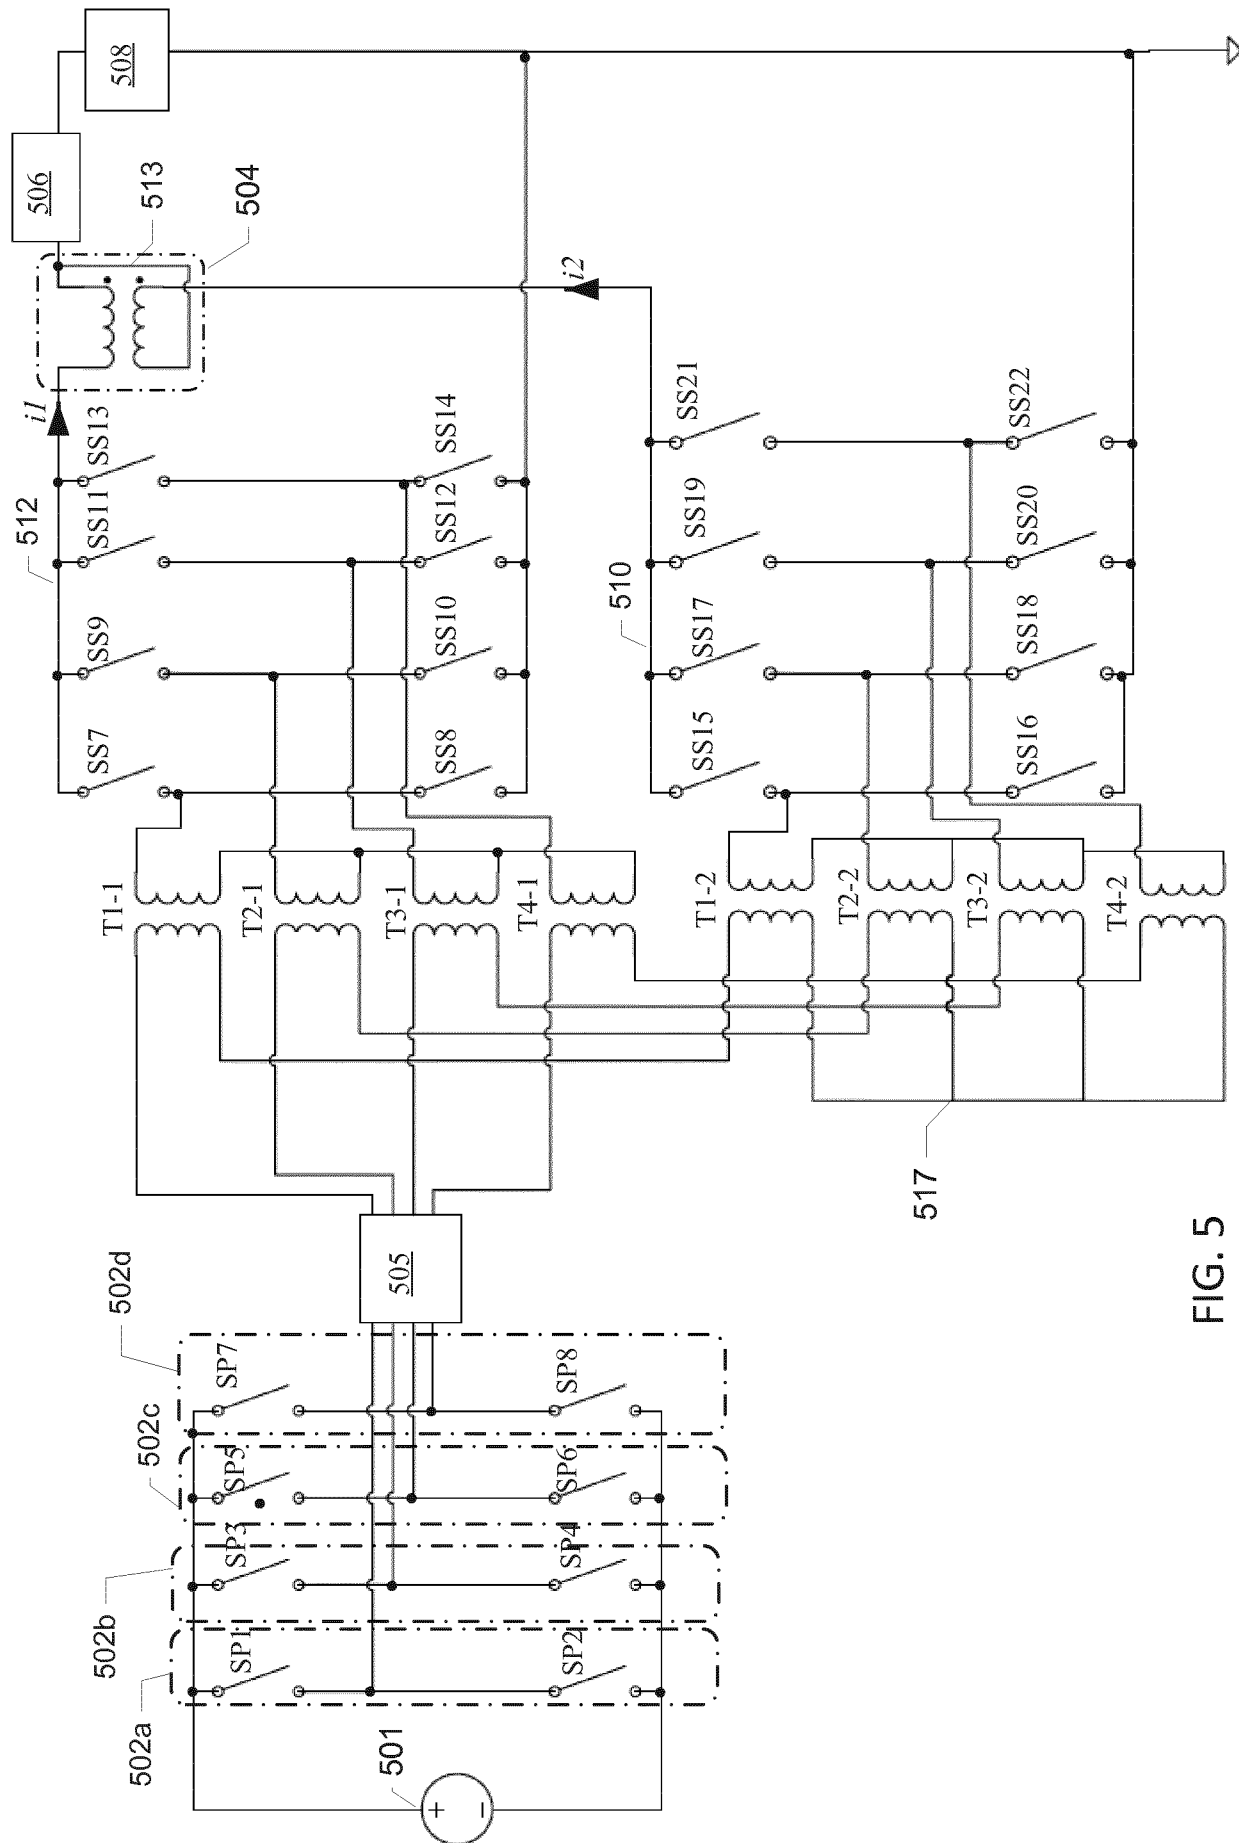 501
+
−
502a
502b
502c
502d
SP1
SP3
SP5
SP7
SP2
SP4
SP6
SP8
505
517
T1-1
T2-1
T3-1
T4-1
T1-2
T2-2
T3-2
T4-2
512
SS7
SS9
SS11
SS13
i1
SS8
SS10
SS12
SS14
513
504
506
508
510
i2
SS15
SS17
SS19
SS21
SS16
SS18
SS20
SS22
FIG. 5